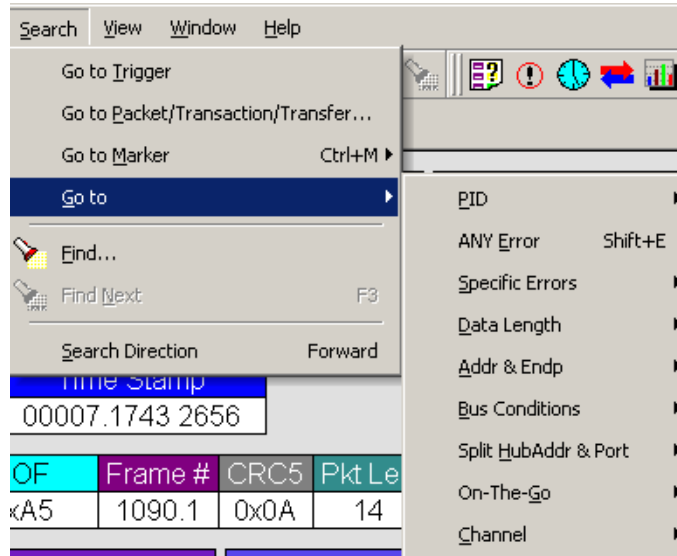 Search View Window Help
Go to Trigger
Go to Packet/Transaction/Transfer...
Go to Marker Ctrl+M
Go to
Find...
Find Next F3
Search Direction Forward
PID
ANY Error Shift+E
Specific Errors
Data Length
Addr & Endp
Bus Conditions
Split HubAddr & Port
On-The-Go
Channel
Time Stamp
00007.1743 2656
OF Frame # CRC5 Pkt Le
xA5 1090.1 0x0A 14